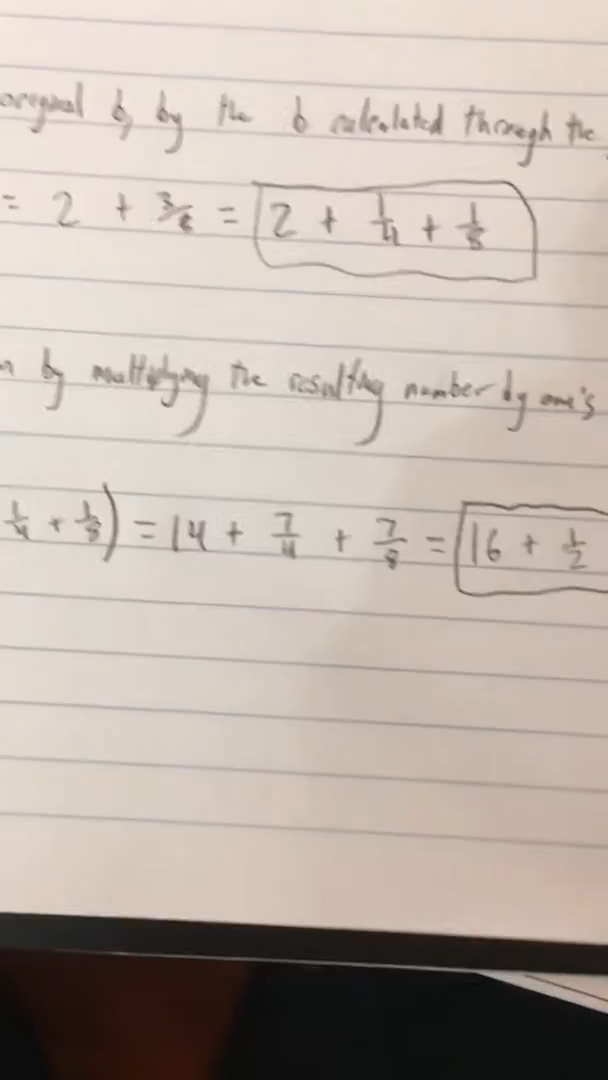 original b, by the b calculated through the
= 2 + 3/8 = 2 + 1/4 + 1/8
by multiplying the resulting number by one's
1/4 + 1/8) = 14 + 7/4 + 7/8 = 16 + 1/2